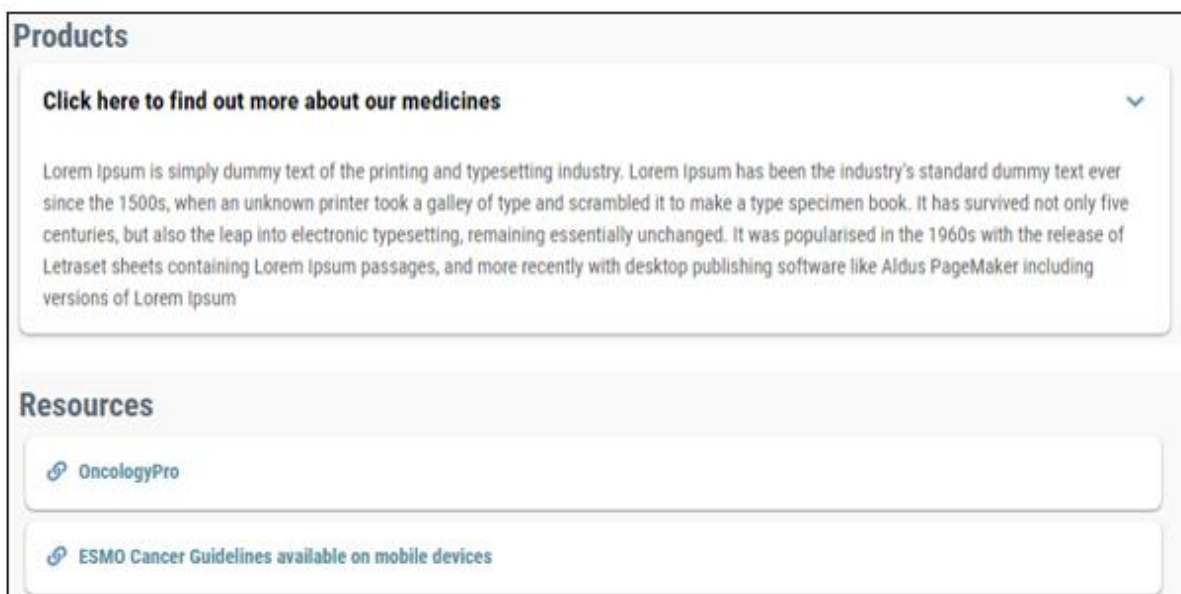 Products
Click here to find out more about our medicines
Lorem Ipsum is simply dummy text of the printing and typesetting industry. Lorem Ipsum has been the industry's standard dummy text ever
since the 1500s, when an unknown printer took a galley of type and scrambled it to make a type specimen book. It has survived not only five
centuries, but also the leap into electronic typesetting, remaining essentially unchanged. It was popularised in the 1960s with the release of
Letraset sheets containing Lorem Ipsum passages, and more recently with desktop publishing software like Aldus PageMaker including
versions of Lorem Ipsum
Resources
OncologyPro
ESMO Cancer Guidelines available on mobile devices